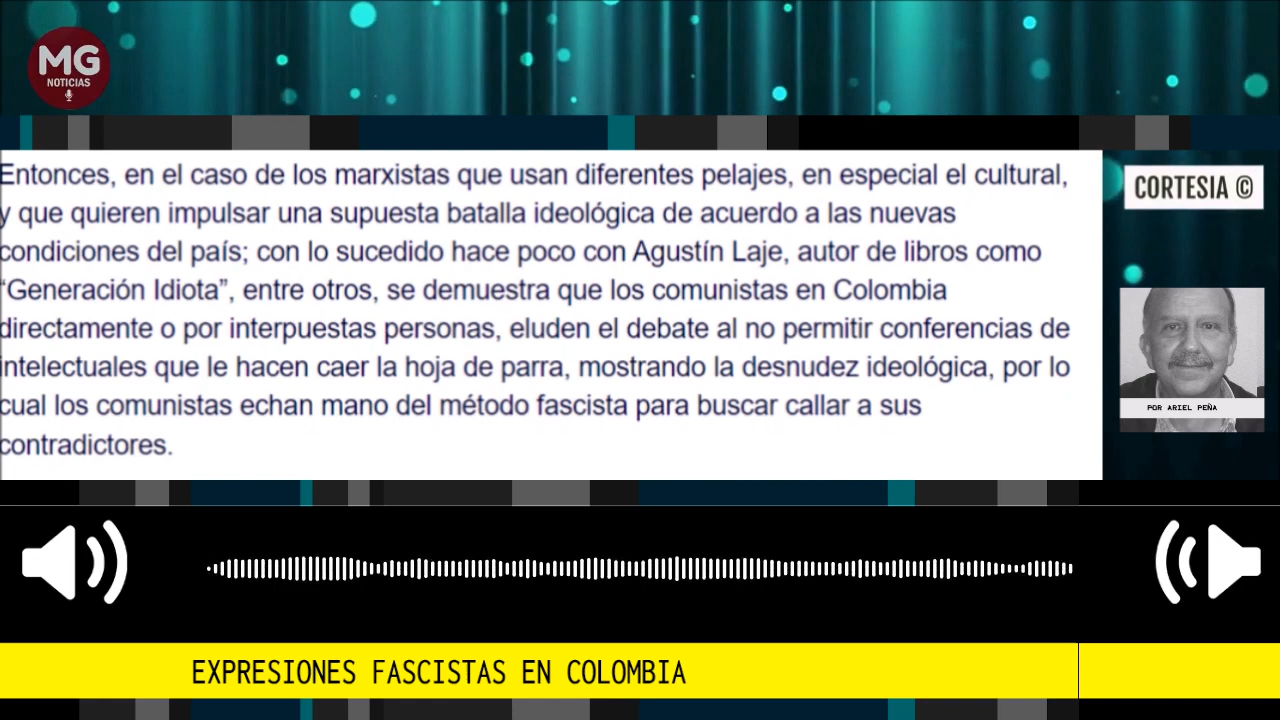 MG
NOTICIAS
Entonces, en el caso de los marxistas que usan diferentes pelajes, en especial el cultural,
y que quieren impulsar una supuesta batalla ideológica de acuerdo a las nuevas
condiciones del país; con lo sucedido hace poco con Agustín Laje, autor de libros como
“Generación Idiota”, entre otros, se demuestra que los comunistas en Colombia
directamente o por interpuestas personas, eluden el debate al no permitir conferencias de
intelectuales que le hacen caer la hoja de parra, mostrando la desnudez ideológica, por lo
cual los comunistas echan mano del método fascista para buscar callar a sus
contradictores.
CORTESIA ©
POR ARIEL PEÑA
EXPRESIONES FASCISTAS EN COLOMBIA